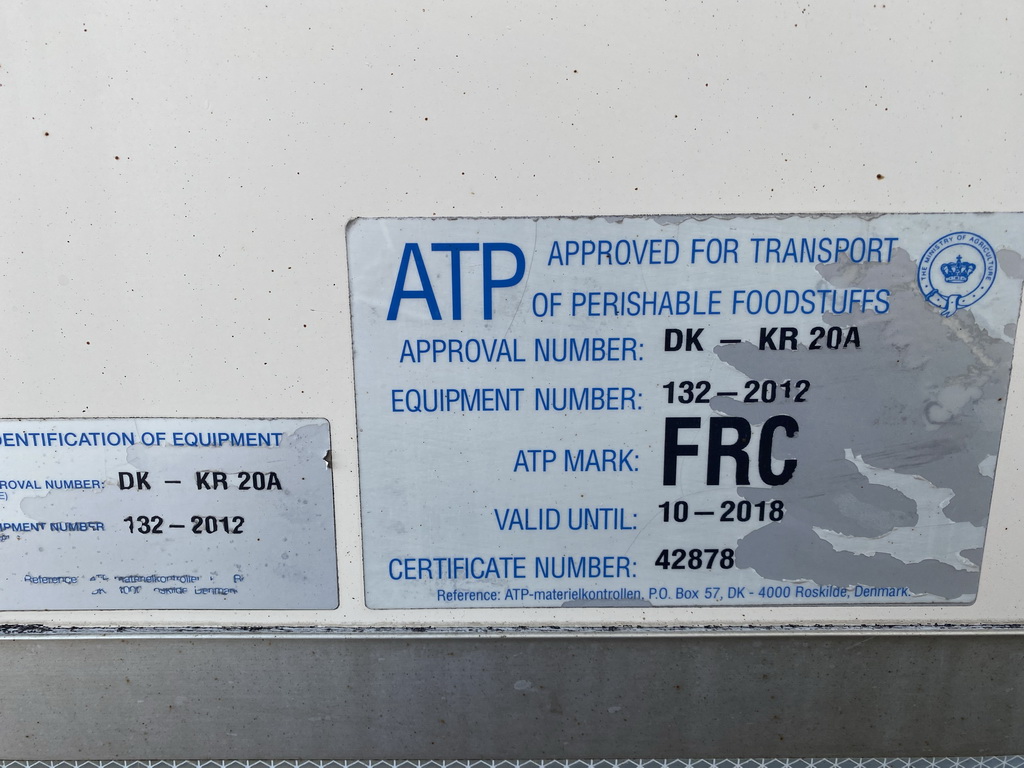 ATP APPROVED FOR TRANSPORT
OF PERISHABLE FOODSTUFFS
THE MINISTRY OF AGRICULTURE
APPROVAL NUMBER: DK – KR 20A
EQUIPMENT NUMBER: 132–2012
ATP MARK: FRC
VALID UNTIL: 10–2018
CERTIFICATE NUMBER: 42878
Reference: ATP-materielkontrollen, P.O. Box 57, DK - 4000 Roskilde, Denmark.
DENTIFICATION OF EQUIPMENT
ROVAL NUMBER: DK – KR 20A
E)
IPMENT NUMBER 132–2012
Reference: